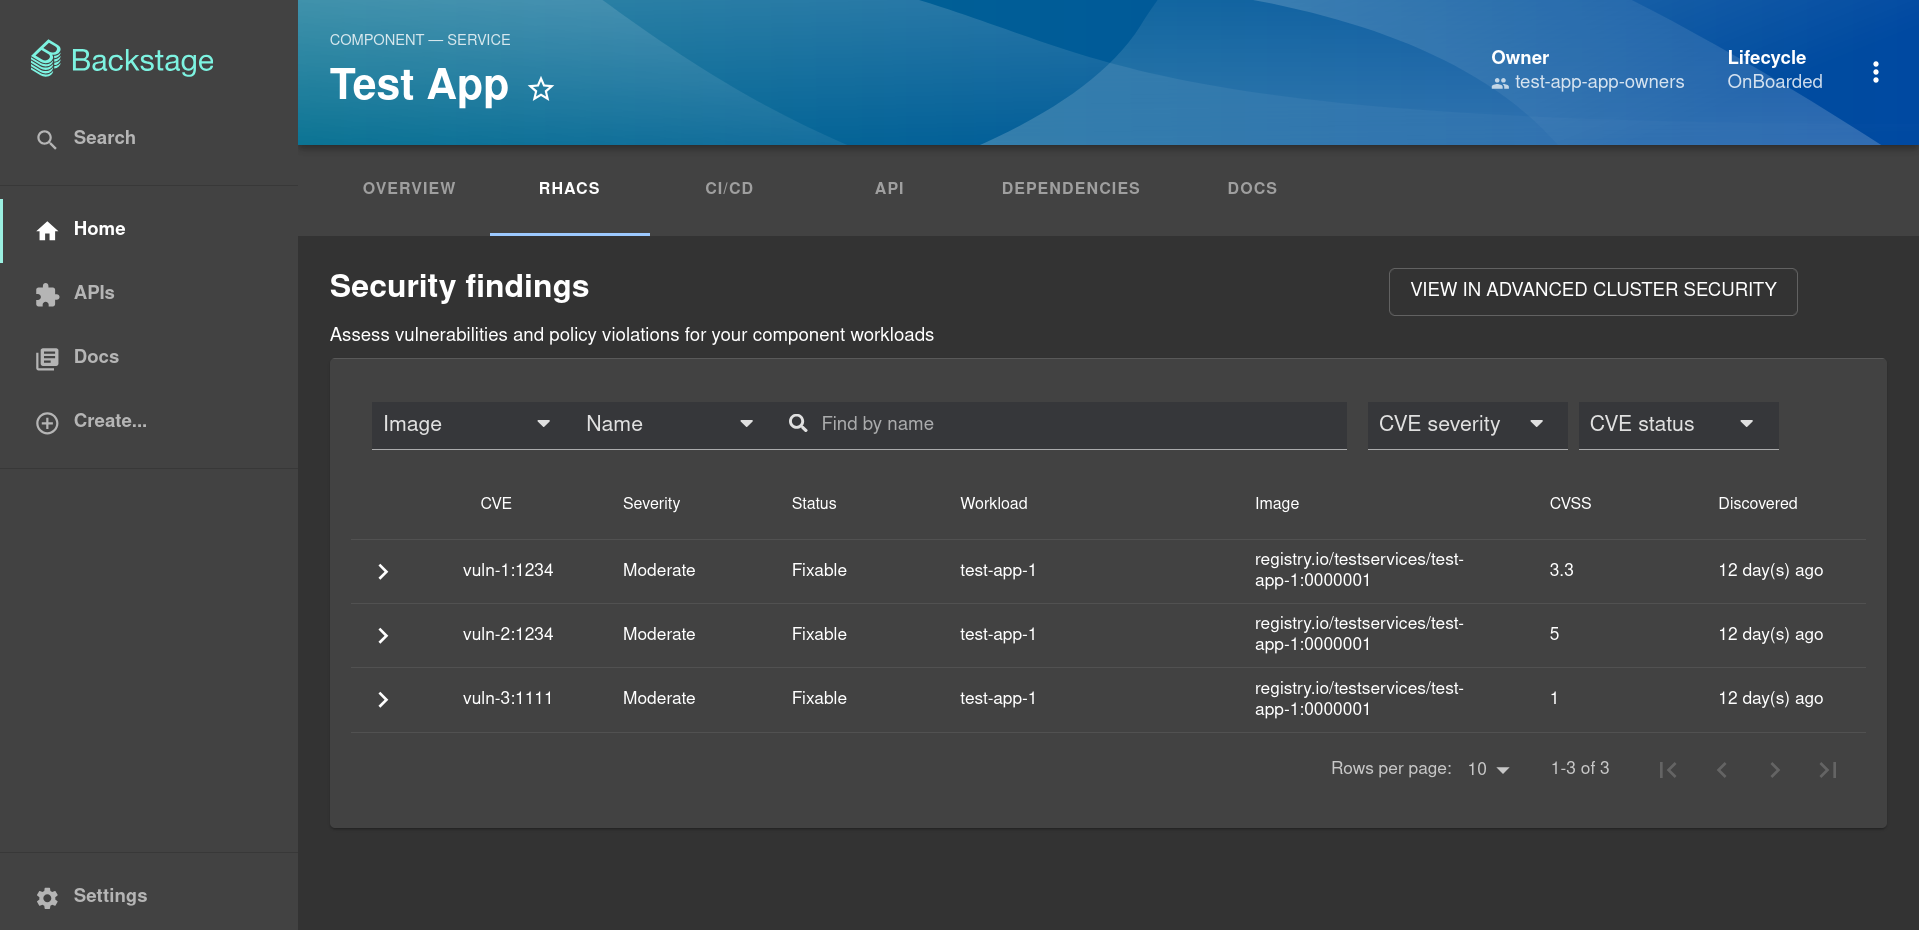 Backstage
Search
Home
APIs
Docs
Create...
Settings
COMPONENT — SERVICE
Test App
Owner
test-app-app-owners
Lifecycle
OnBoarded
OVERVIEW RHACS CI/CD API DEPENDENCIES DOCS
Security findings
VIEW IN ADVANCED CLUSTER SECURITY
Assess vulnerabilities and policy violations for your component workloads
Image Name Find by name CVE severity CVE status
CVE Severity Status Workload Image CVSS Discovered
vuln-1:1234 Moderate Fixable test-app-1 registry.io/testservices/test- 3.3 12 day(s) ago
app-1:0000001
vuln-2:1234 Moderate Fixable test-app-1 registry.io/testservices/test- 5 12 day(s) ago
app-1:0000001
vuln-3:1111 Moderate Fixable test-app-1 registry.io/testservices/test- 1 12 day(s) ago
app-1:0000001
Rows per page: 10 1-3 of 3